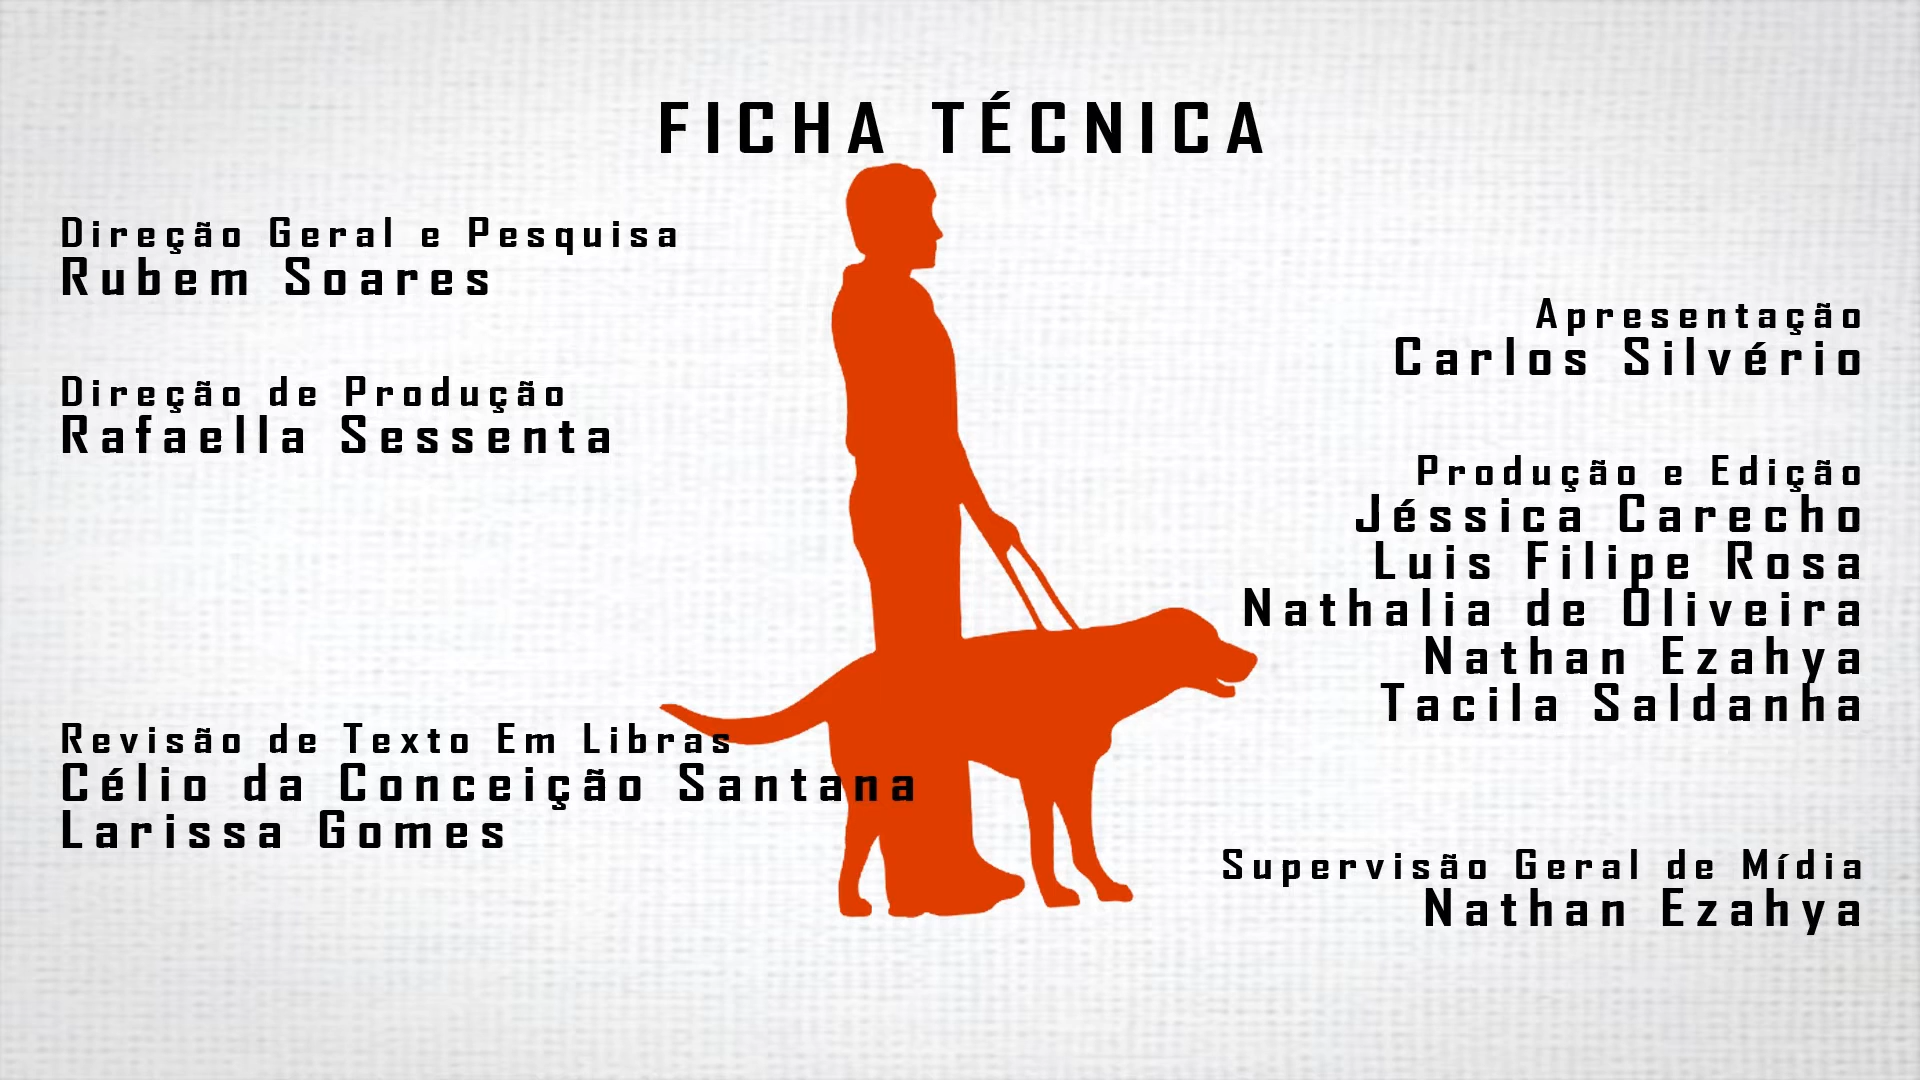 FICHA TÉCNICA
Direção Geral e Pesquisa
Rubem Soares
Direção de Produção
Rafaella Sessenta
Revisão de Texto Em Libras
Célio da Conceição Santana
Larissa Gomes
Apresentação
Carlos Silvério
Produção e Edição
Jéssica Carecho
Luis Filipe Rosa
Nathalia de Oliveira
Nathan Ezahya
Tacila Saldanha
Supervisão Geral de Mídia
Nathan Ezahya